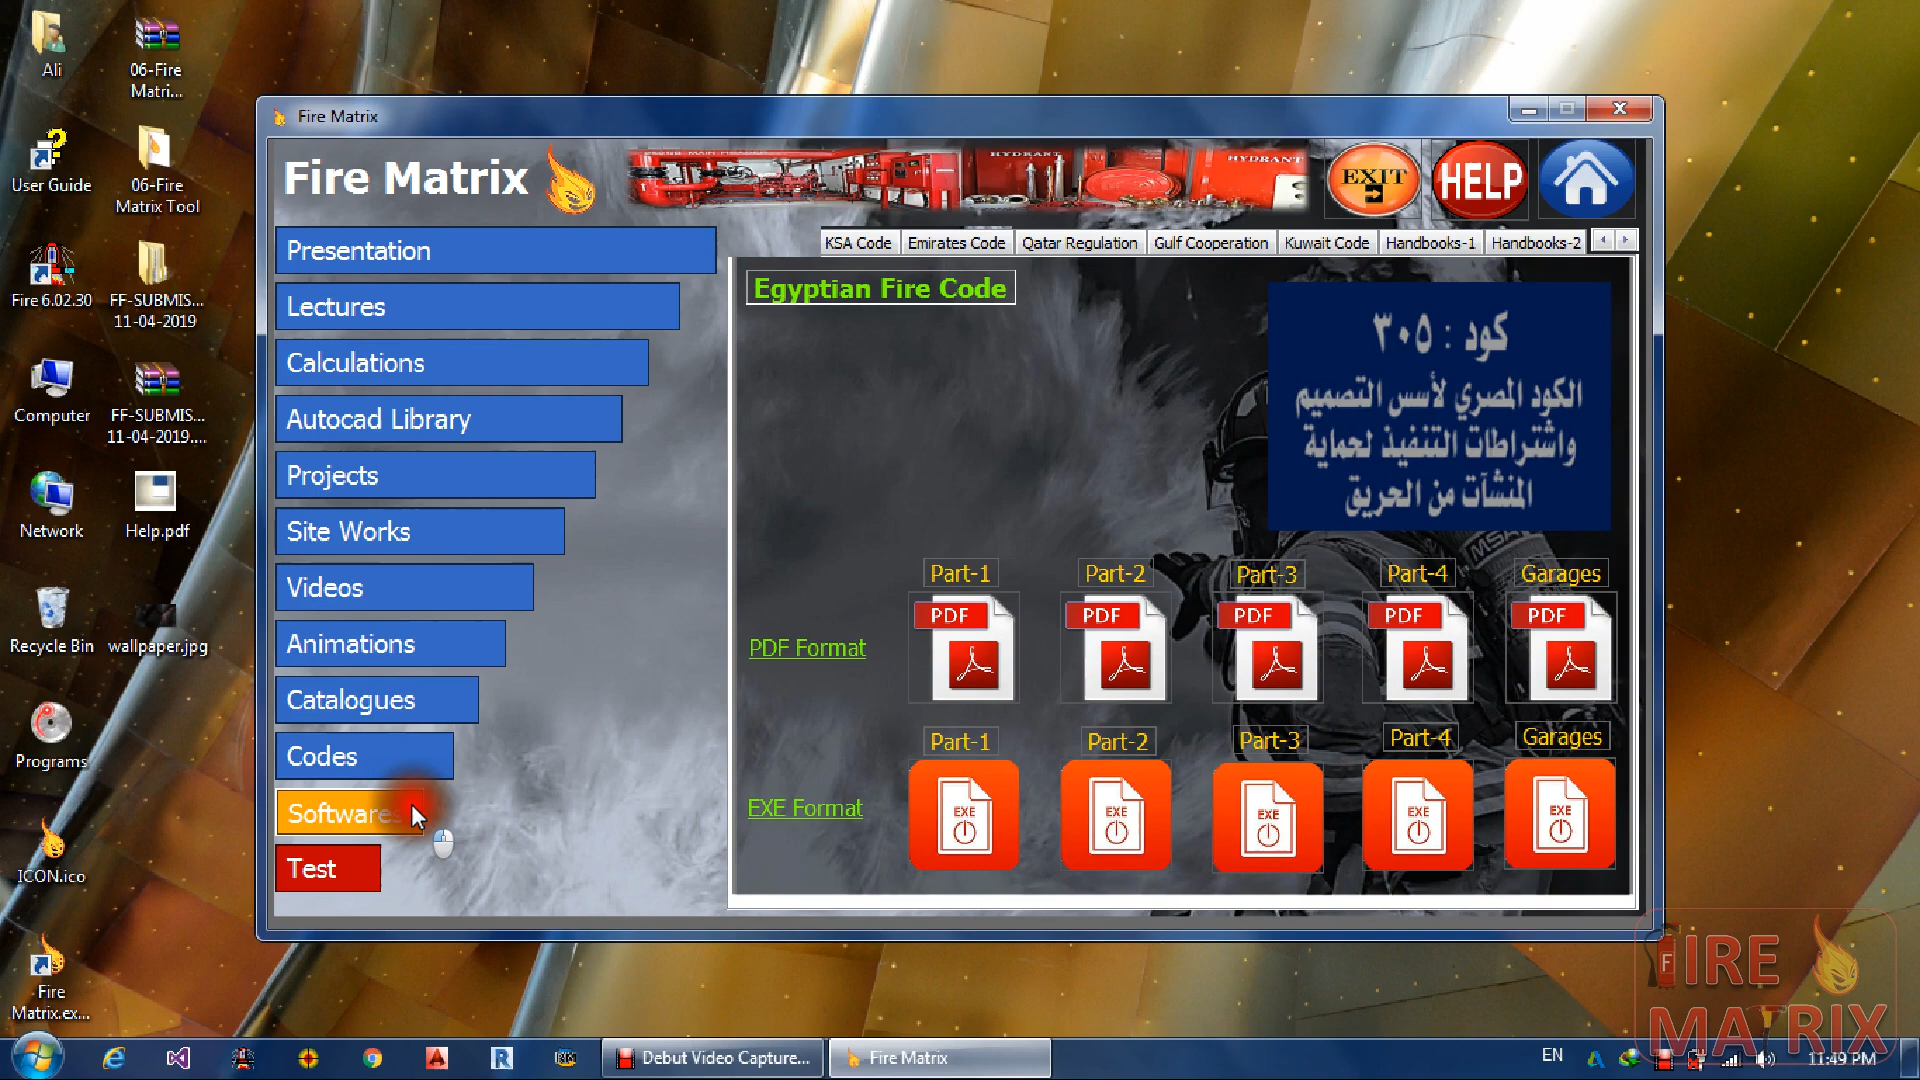 Ali
06-Fire
Matri...
User Guide
06-Fire
Matrix Tool
Fire 6.02.30
FF-SUBMIS...
11-04-2019
Computer
FF-SUBMIS...
11-04-2019....
Network
Help.pdf
Recycle Bin
wallpaper.jpg
Programs
ICON.ico
Fire
Matrix.ex...
Fire Matrix
Fire Matrix
HYDRANT
HYDRANT
EXIT
HELP
Presentation
Lectures
Calculations
Autocad Library
Projects
Site Works
Videos
Animations
Catalogues
Codes
Softwares
Test
KSA Code
Emirates Code
Qatar Regulation
Gulf Cooperation
Kuwait Code
Handbooks-1
Handbooks-2
Egyptian Fire Code
كود : ٣٠٥
الكود المصري لأسس التصميم
واشتراطات التنفيذ لحماية
المنشآت من الحريق
MSA
Part-1
Part-2
Part-3
Part-4
Garages
PDF Format
PDF
PDF
PDF
PDF
PDF
Part-1
Part-2
Part-3
Part-4
Garages
EXE Format
EXE
EXE
EXE
EXE
EXE
FIRE
MATRIX
Debut Video Capture...
Fire Matrix
EN
11:49 PM